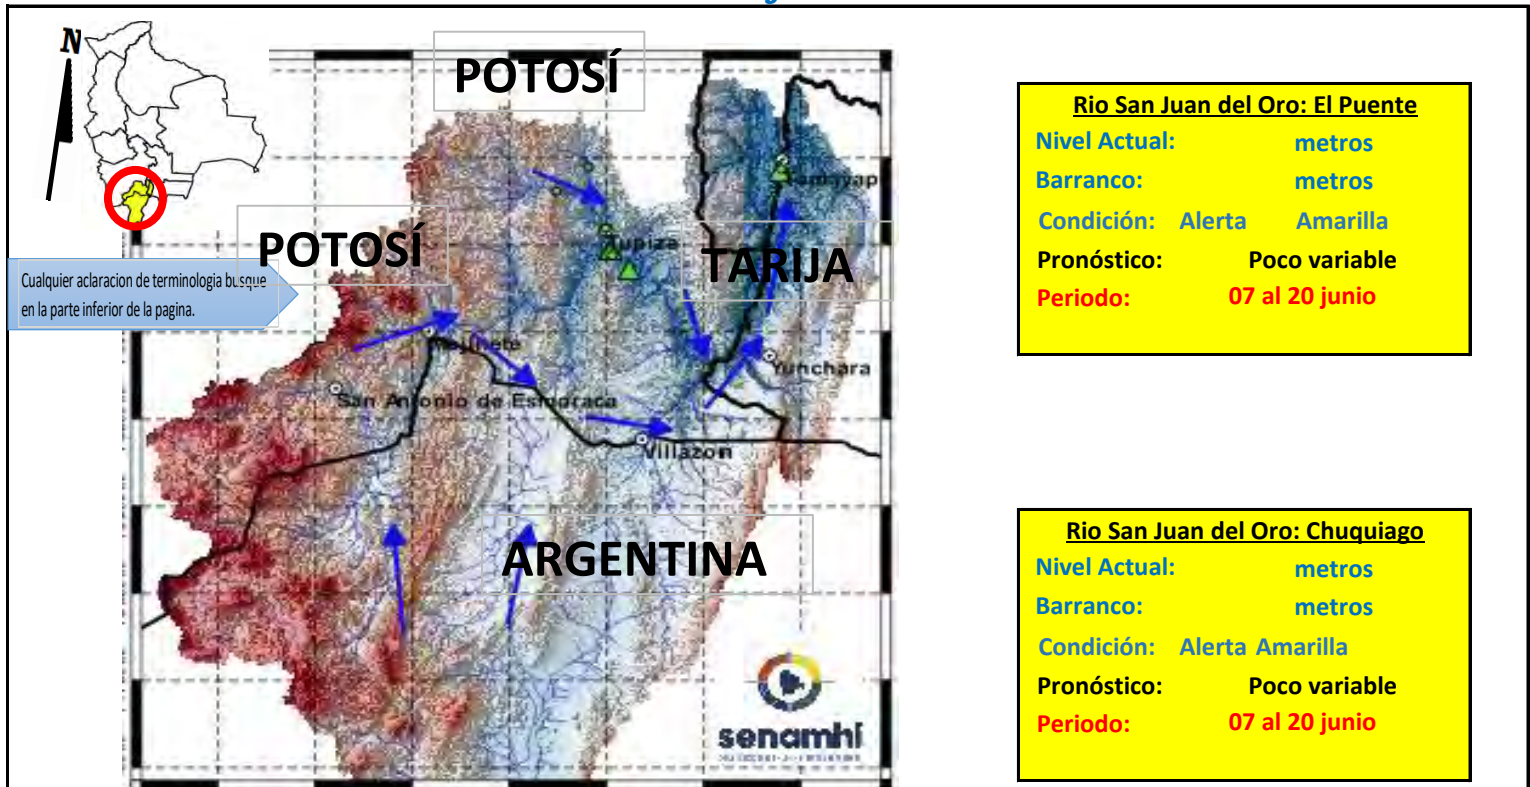 N
POTOSÍ
POTOSÍ
TARIJA
ARGENTINA
Cualquier aclaracion de terminologia busque
en la parte inferior de la pagina.
Tupiza
Yunchara
San Antonio de Esmoraca
Villazon
senamhi
Rio San Juan del Oro: El Puente
Nivel Actual: metros
Barranco: metros
Condición: Alerta Amarilla
Pronóstico: Poco variable
Periodo: 07 al 20 junio
Rio San Juan del Oro: Chuquiago
Nivel Actual: metros
Barranco: metros
Condición: Alerta Amarilla
Pronóstico: Poco variable
Periodo: 07 al 20 junio